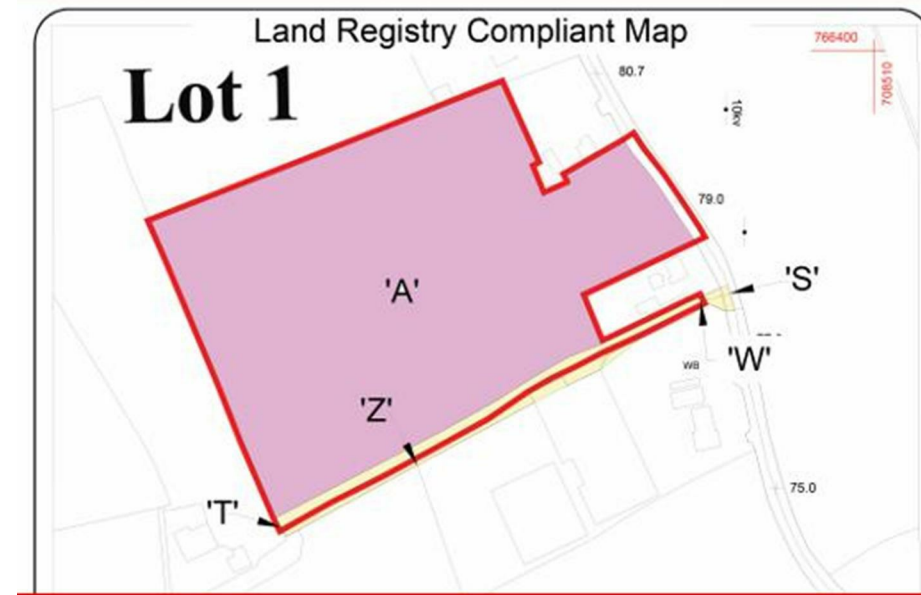 Land Registry Compliant Map
766400
708510
Lot 1
80.7
10kv
79.0
'A'
'S'
'W'
WB
'Z'
75.0
'T'